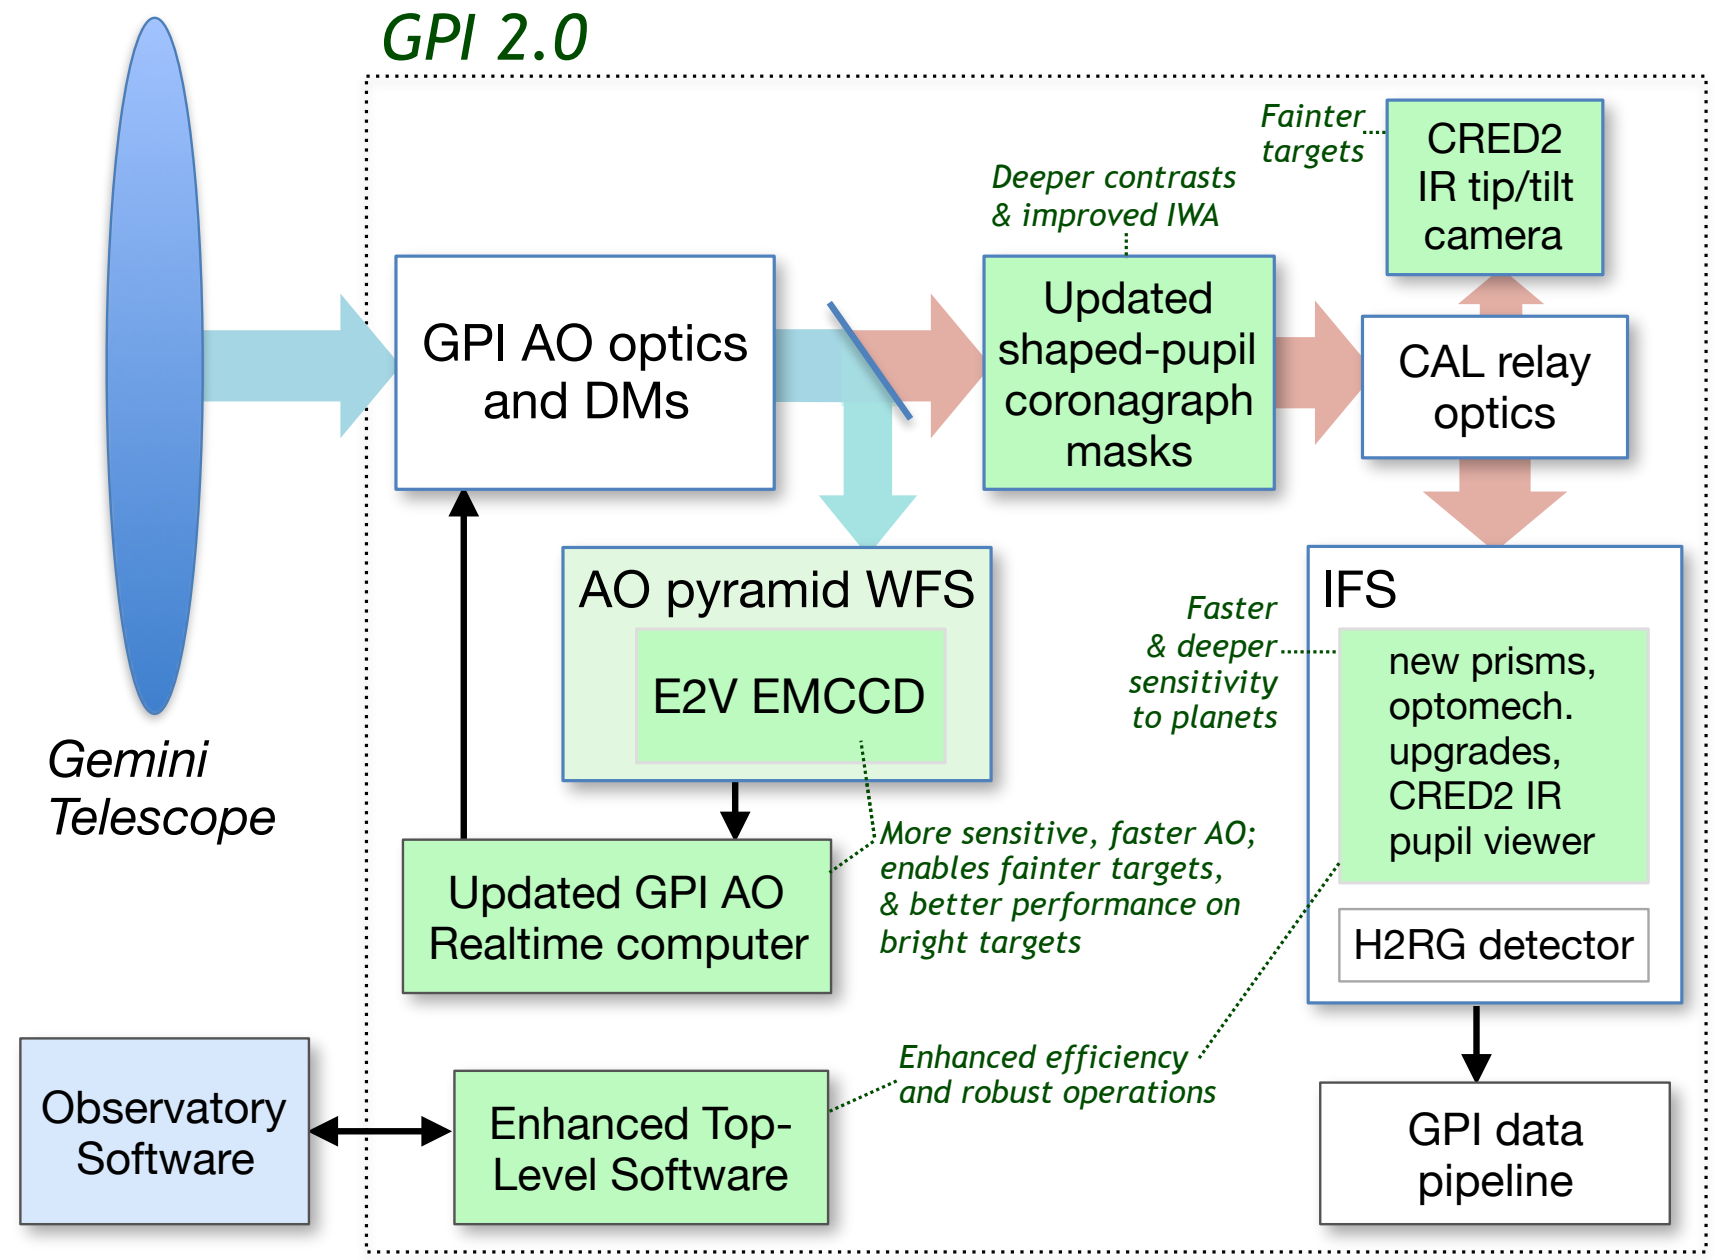 GPI 2.0
Fainter
targets
CRED2
IR tip/tilt
camera
Deeper contrasts
& improved IWA
GPI AO optics
and DMs
Updated
shaped-pupil
coronagraph
masks
CAL relay
optics
AO pyramid WFS
E2V EMCCD
Faster
& deeper
sensitivity
to planets
IFS
new prisms,
optomech.
upgrades,
CRED2 IR
pupil viewer
H2RG detector
Gemini
Telescope
Updated GPI AO
Realtime computer
More sensitive, faster AO;
enables fainter targets,
& better performance on
bright targets
Enhanced efficiency
and robust operations
Observatory
Software
Enhanced Top-
Level Software
GPI data
pipeline